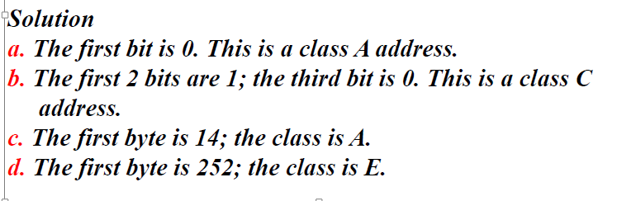 Solution
a. The first bit is 0. This is a class A address.
b. The first 2 bits are 1; the third bit is 0. This is a class C
address.
c. The first byte is 14; the class is A.
d. The first byte is 252; the class is E.